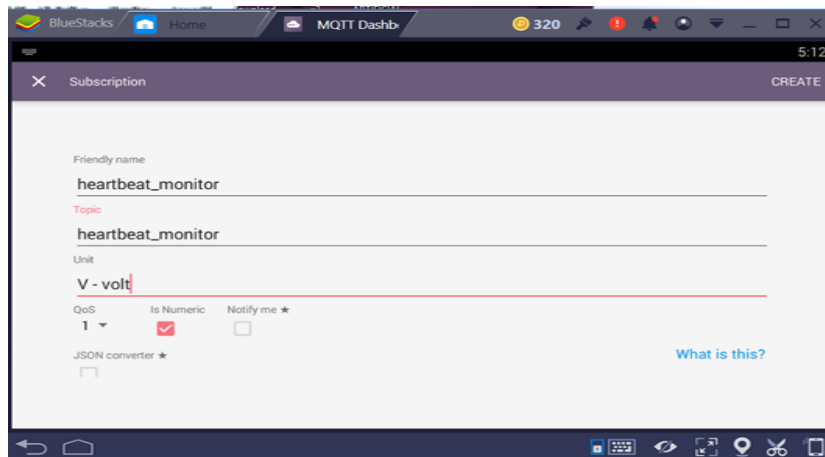 BlueStacks Home MQTT Dashb 320
5:12
Subscription CREATE
Friendly name
heartbeat_monitor
Topic
heartbeat_monitor
Unit
V - volt
QoS Is Numeric Notify me ★
1
JSON converter ★ What is this?